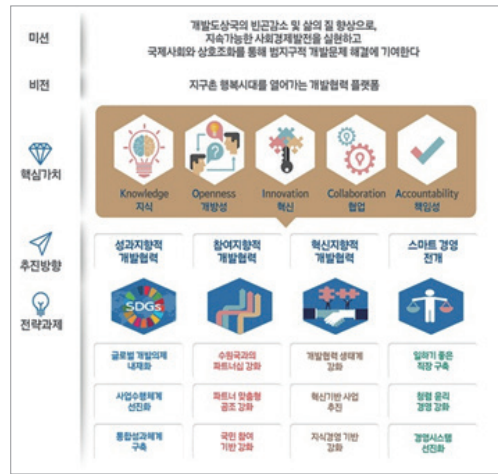 미션
개발도상국의 빈곤감소 및 삶의 질 향상으로,
지속가능한 사회경제발전을 실현하고
국제사회와 상호조화를 통해 범지구적 개발문제 해결에 기여한다
비전
지구촌 행복시대를 열어가는 개발협력 플랫폼
핵심가치
Knowledge
지식
Openness
개방성
Innovation
혁신
Collaboration
협업
Accountability
책임성
추진방향
성과지향적
개발협력
참여지향적
개발협력
혁신지향적
개발협력
스마트 경영
전개
전략과제
SDGs
글로벌 개발의제
내재화
수원국과의
파트너십 강화
개발협력 생태계
강화
일하기 좋은
직장 구축
사업수행체계
선진화
파트너 맞춤형
공조 강화
혁신기반 사업
추진
청렴 윤리
경영 강화
통합성과체계
구축
국민 참여
기반 강화
지식경영 기반
강화
경영시스템
선진화